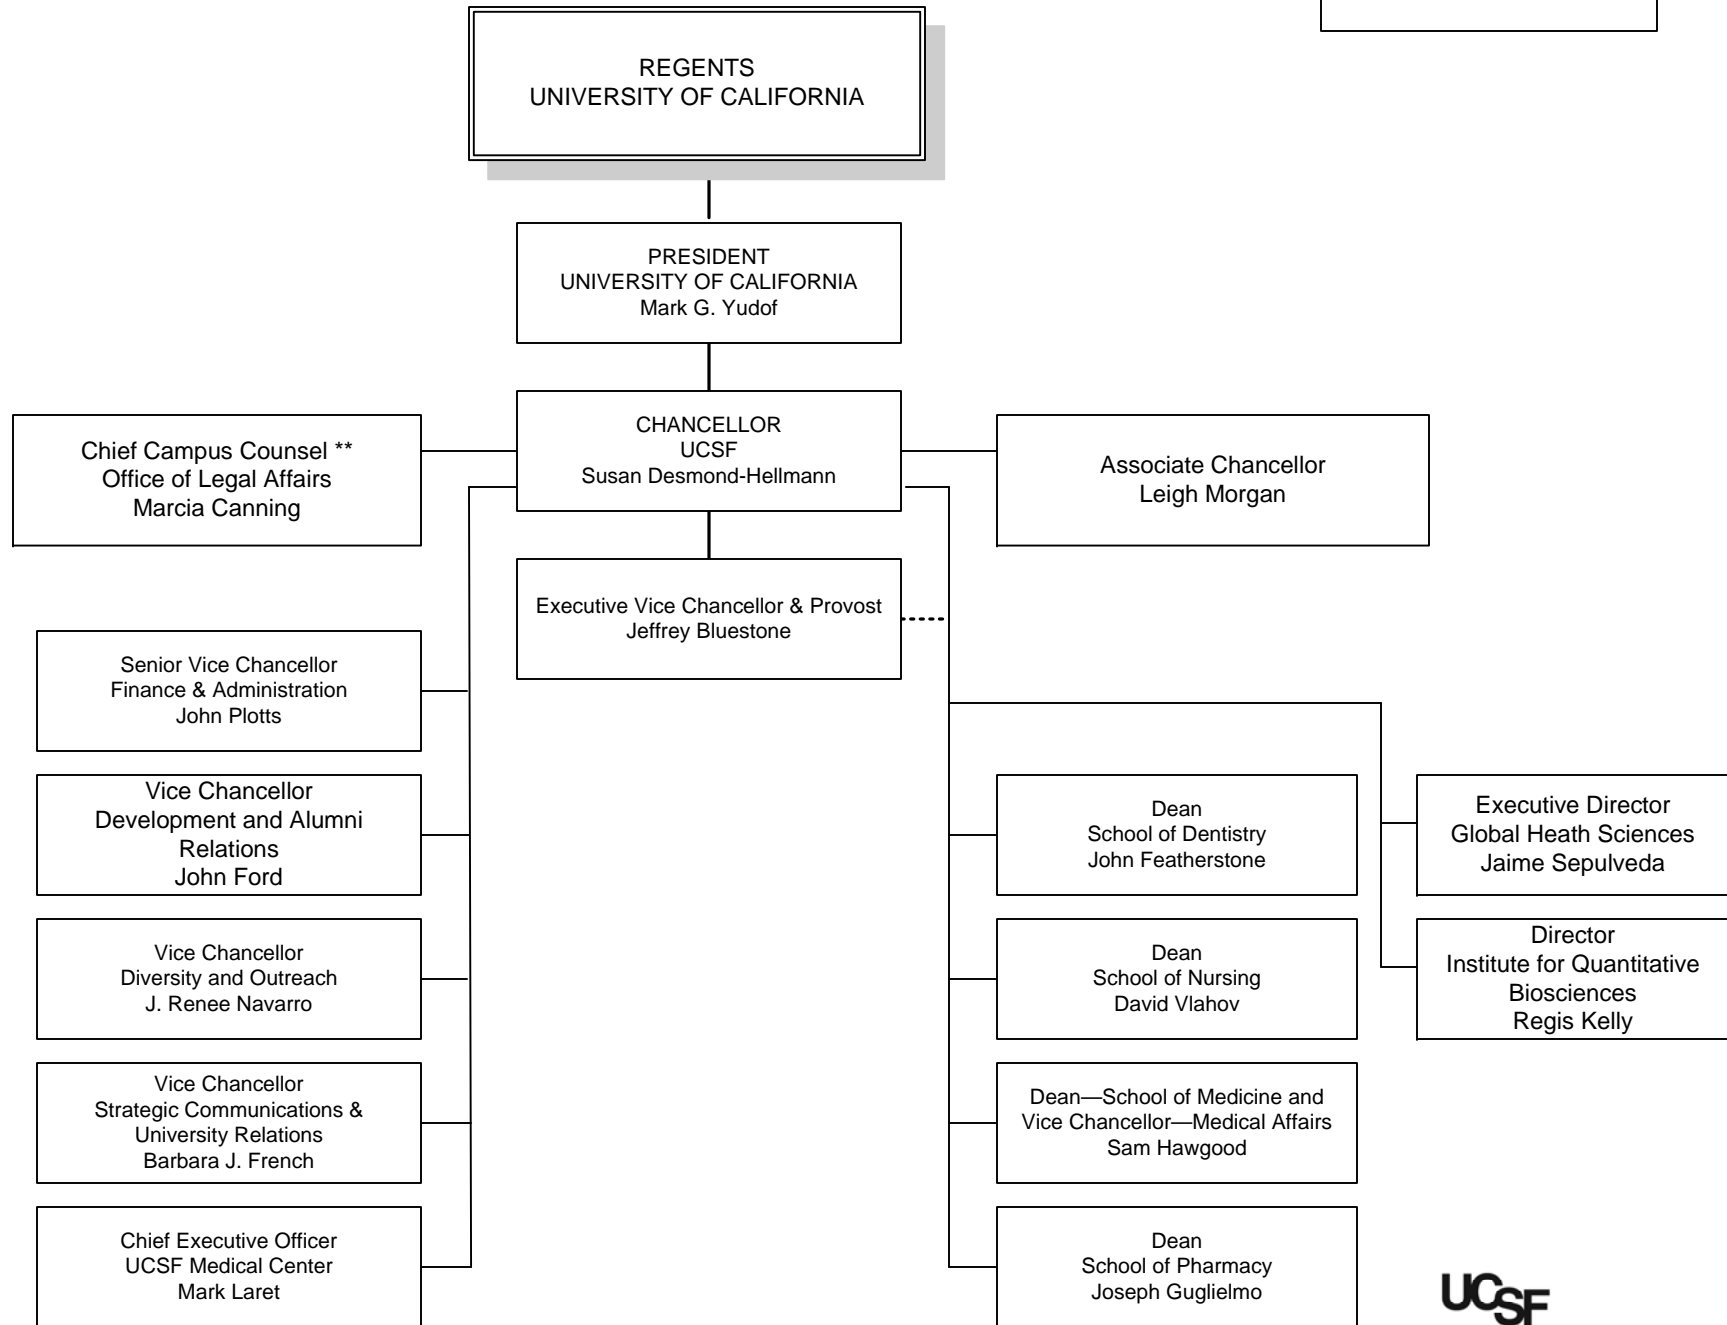 REGENTS
UNIVERSITY OF CALIFORNIA
PRESIDENT
UNIVERSITY OF CALIFORNIA
Mark G. Yudof
CHANCELLOR
UCSF
Susan Desmond-Hellmann
Chief Campus Counsel **
Office of Legal Affairs
Marcia Canning
Associate Chancellor
Leigh Morgan
Executive Vice Chancellor & Provost
Jeffrey Bluestone
Senior Vice Chancellor
Finance & Administration
John Plotts
Vice Chancellor
Development and Alumni
Relations
John Ford
Vice Chancellor
Diversity and Outreach
J. Renee Navarro
Vice Chancellor
Strategic Communications &
University Relations
Barbara J. French
Chief Executive Officer
UCSF Medical Center
Mark Laret
Dean
School of Dentistry
John Featherstone
Dean
School of Nursing
David Vlahov
Dean—School of Medicine and
Vice Chancellor—Medical Affairs
Sam Hawgood
Dean
School of Pharmacy
Joseph Guglielmo
Executive Director
Global Heath Sciences
Jaime Sepulveda
Director
Institute for Quantitative
Biosciences
Regis Kelly
UCSF